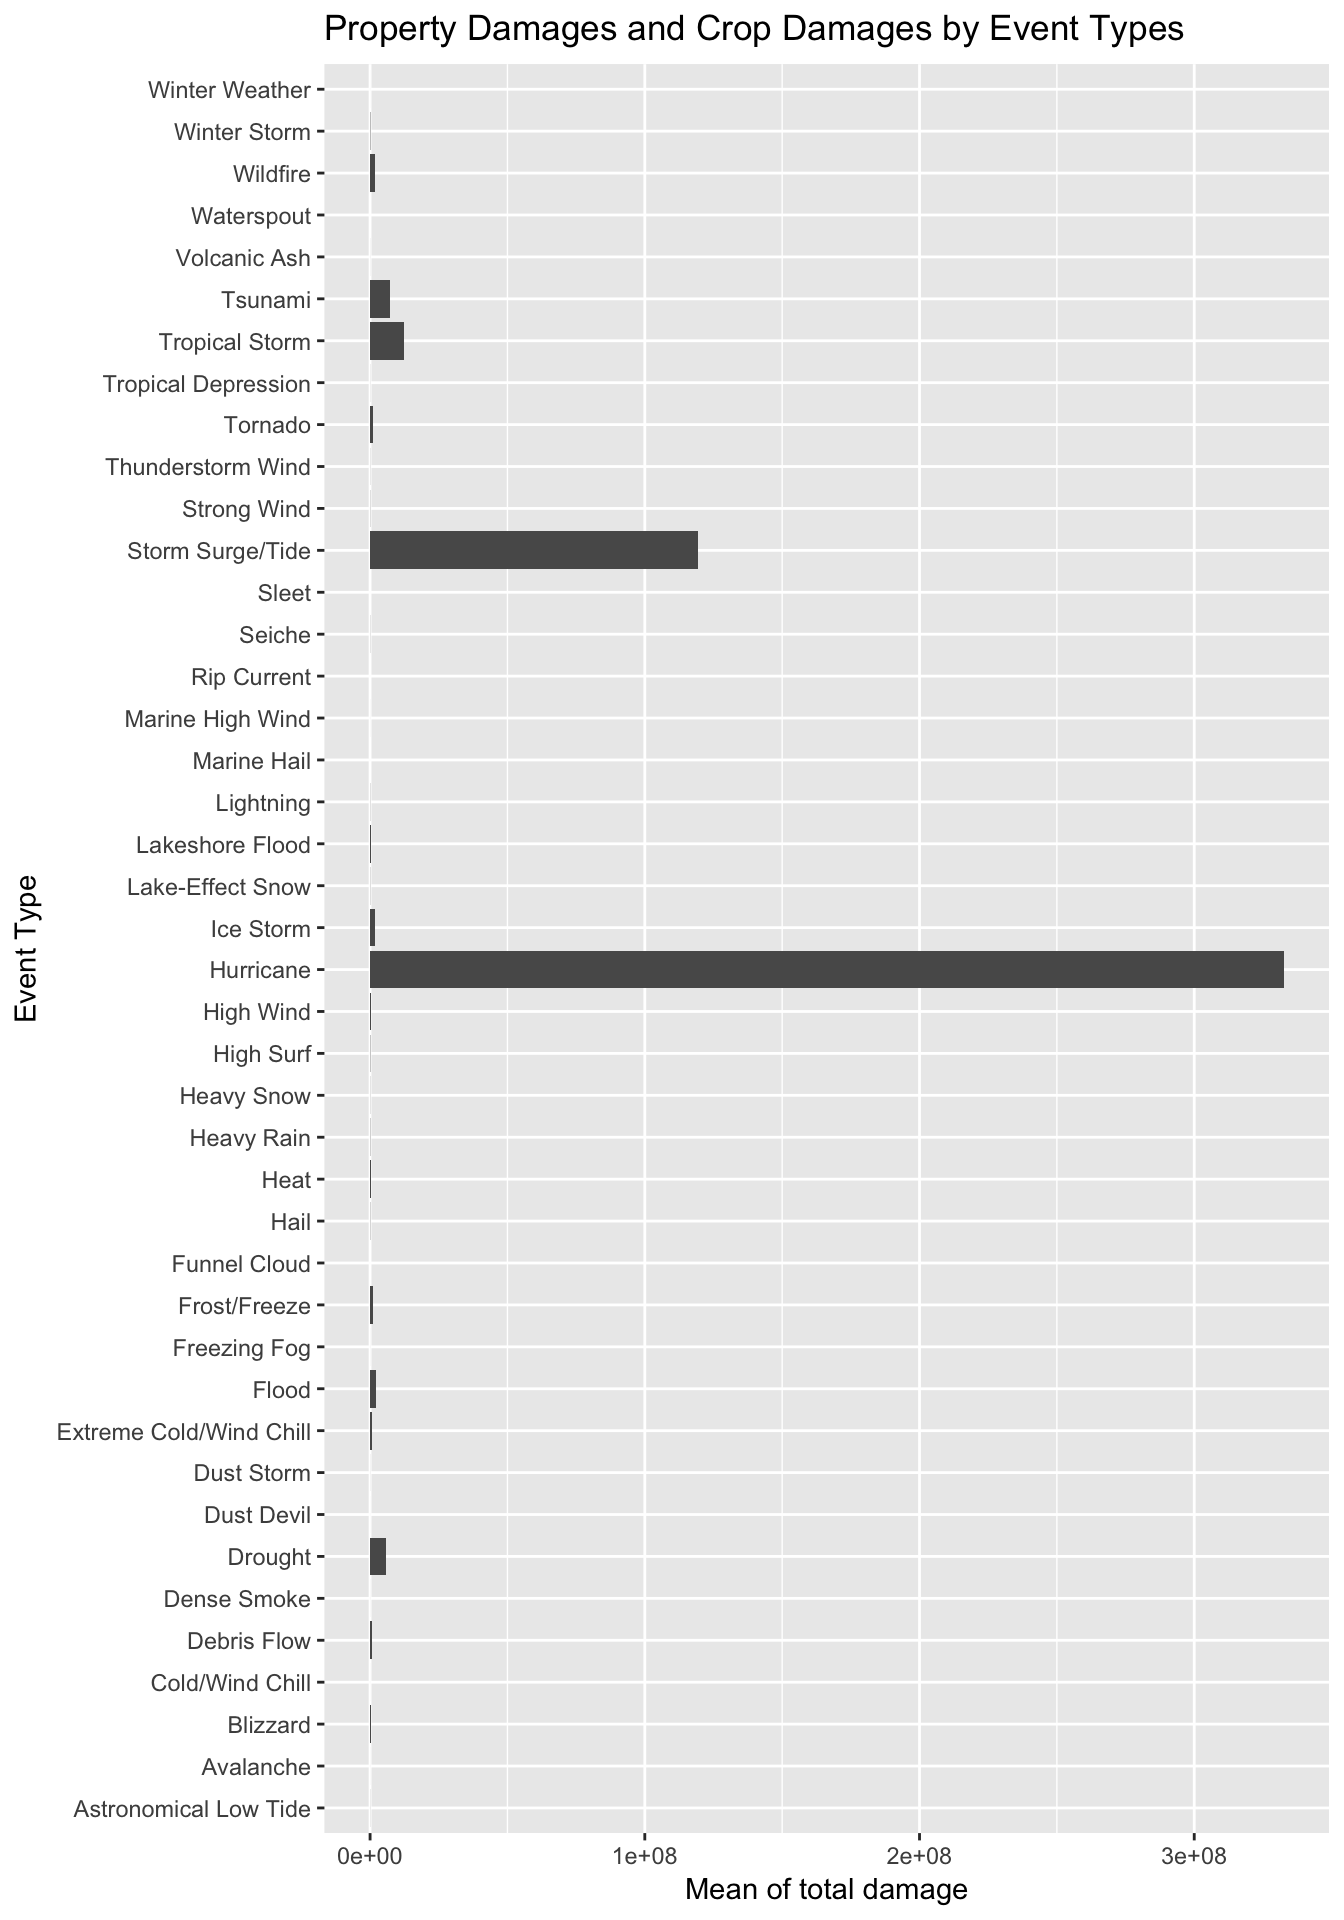 Property Damages and Crop Damages by Event Types
Winter Weather
Winter Storm
Wildfire
Waterspout
Volcanic Ash
Tsunami
Tropical Storm
Tropical Depression
Tornado
Thunderstorm Wind
Strong Wind
Storm Surge/Tide
Sleet
Seiche
Rip Current
Marine High Wind
Marine Hail
Lightning
Lakeshore Flood
Lake-Effect Snow
Ice Storm
Hurricane
High Wind
High Surf
Heavy Snow
Heavy Rain
Heat
Hail
Funnel Cloud
Frost/Freeze
Freezing Fog
Flood
Extreme Cold/Wind Chill
Dust Storm
Dust Devil
Drought
Dense Smoke
Debris Flow
Cold/Wind Chill
Blizzard
Avalanche
Astronomical Low Tide
Event Type
0e+00 1e+08 2e+08 3e+08
Mean of total damage